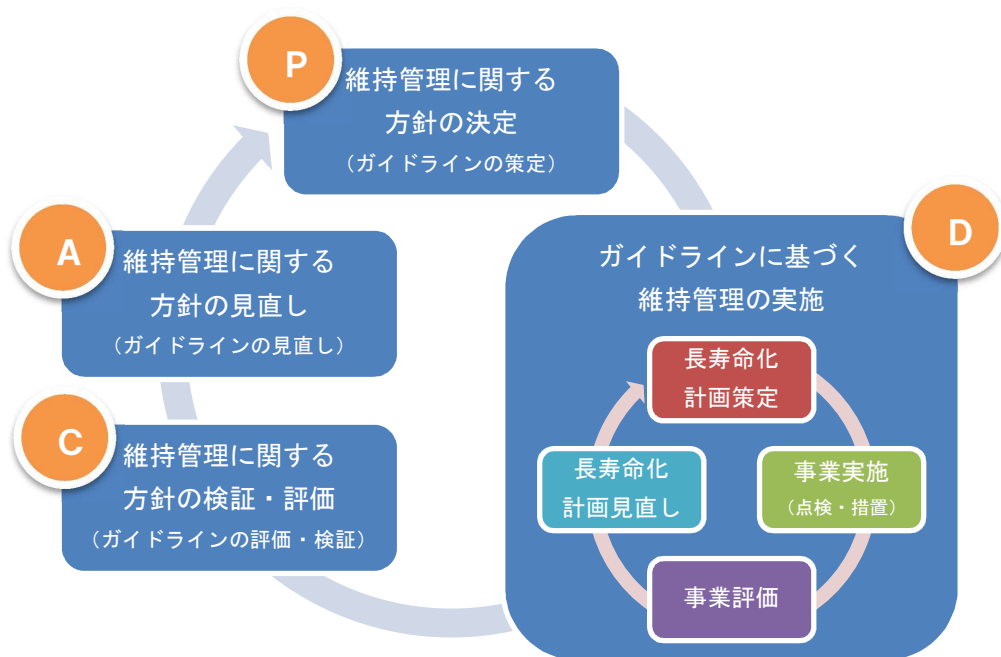 P
維持管理に関する
方針の決定
（ガイドラインの策定）
D
ガイドラインに基づく
維持管理の実施
長寿命化
計画策定
事業実施
（点検・措置）
事業評価
長寿命化
計画見直し
C
維持管理に関する
方針の検証・評価
（ガイドラインの評価・検証）
A
維持管理に関する
方針の見直し
（ガイドラインの見直し）